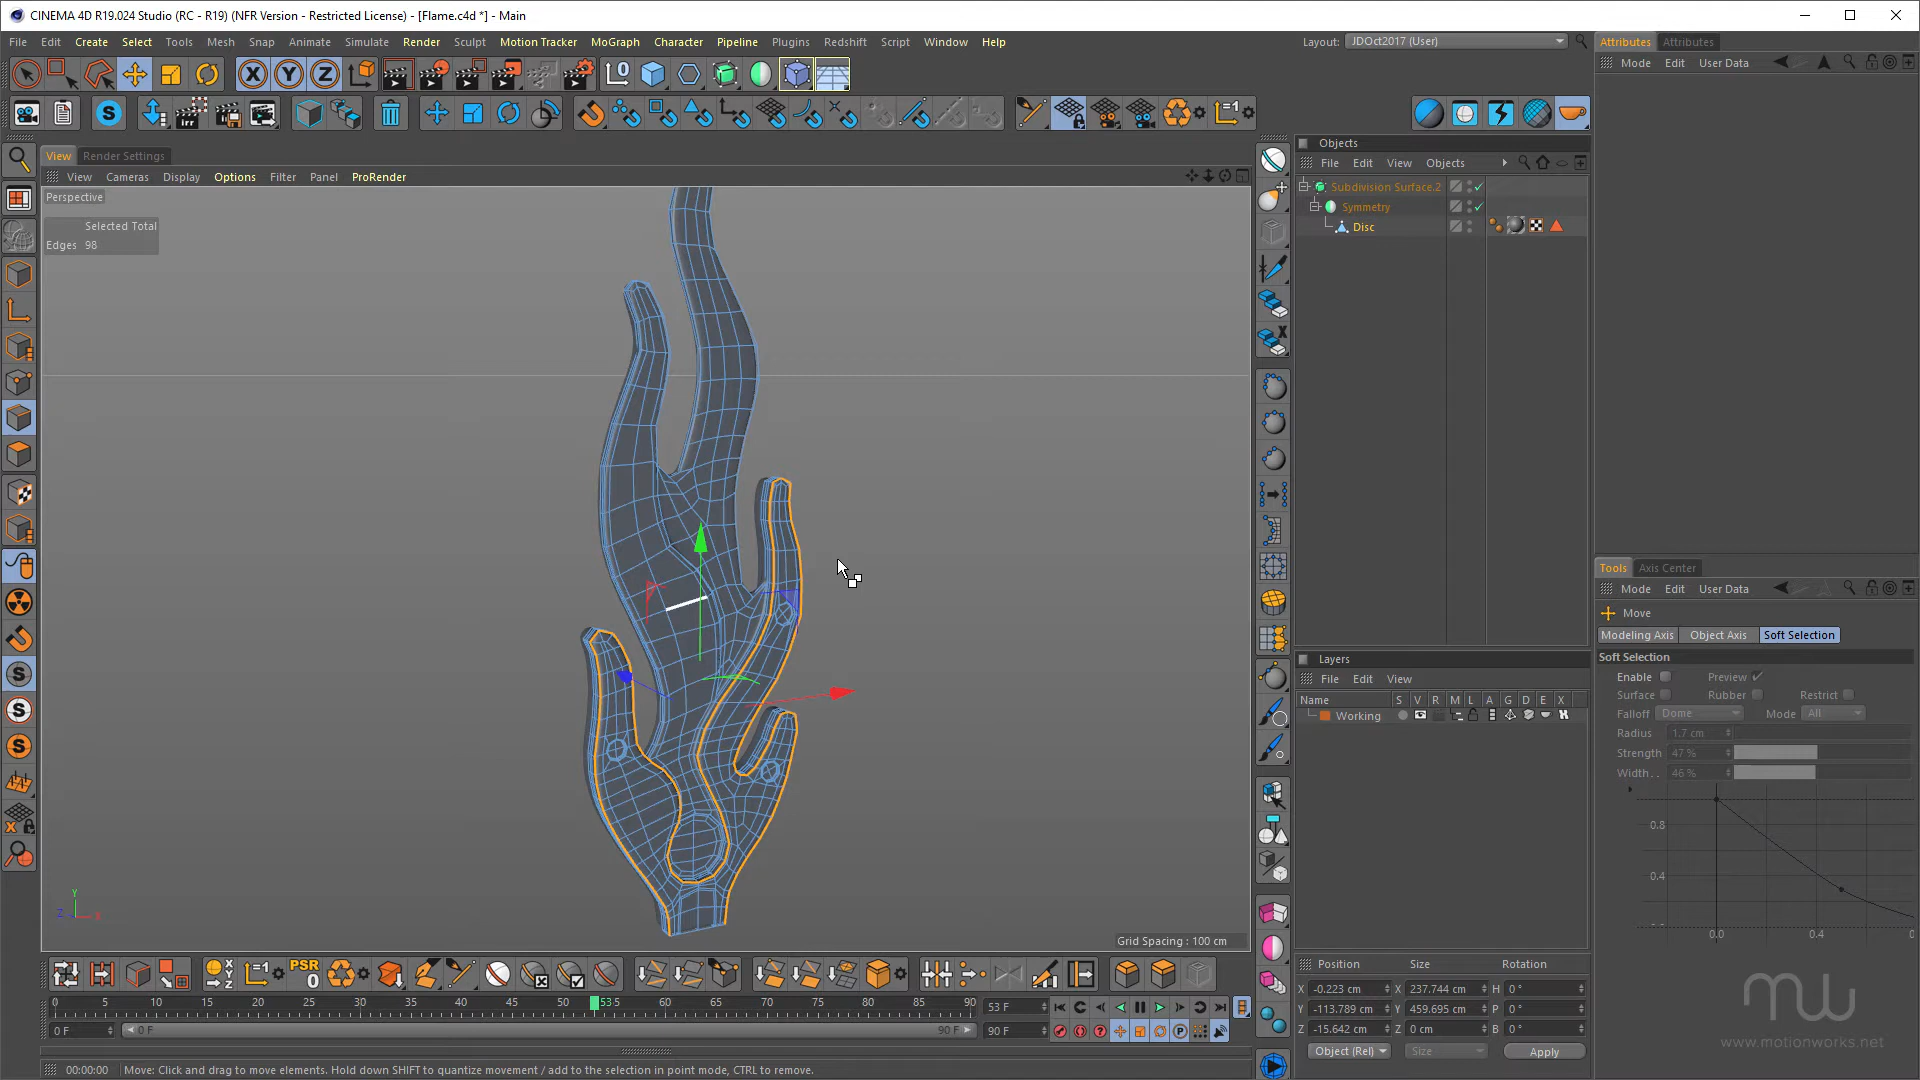 CINEMA 4D R19.024 Studio (RC - R19) (NFR Version - Restricted License) - [Flame.c4d *] - Main
File Edit Create Select Tools Mesh Snap Animate Simulate Render Sculpt Motion Tracker MoGraph Character Pipeline Plugins Redshift Script Window Help
Layout: JDOct2017 (User)
Attributes Attributes
Mode Edit User Data
View Render Settings
View Cameras Display Options Filter Panel ProRender
Perspective
Selected Total
Edges 98
Objects
File Edit View Objects
Subdivision Surface.2
Symmetry
Disc
Layers
File Edit View
Name S V R M L A G D E X
Working
Tools Axis Center
Mode Edit User Data
Move
Modeling Axis Object Axis Soft Selection
Soft Selection
Enable Preview
Surface Rubber Restrict
Falloff Dome Mode All
Radius 1.7 cm
Strength 47 %
Width . . 46 %
0.8
0.4
0.0 0.4
Y
Z X
Grid Spacing : 100 cm
PSR
0
0 5 10 15 20 25 30 35 40 45 50 53.5 60 65 70 75 80 85 90 53 F
0 F 0 F 90 F 90 F
Position Size Rotation
X -0.223 cm X 237.744 cm H 0 °
Y -113.789 cm Y 459.695 cm P 0 °
Z -15.642 cm Z 0 cm B 0 °
Object (Rel) Size Apply
00:00:00 Move: Click and drag to move elements. Hold down SHIFT to quantize movement / add to the selection in point mode, CTRL to remove.
mw
www.motionworks.net